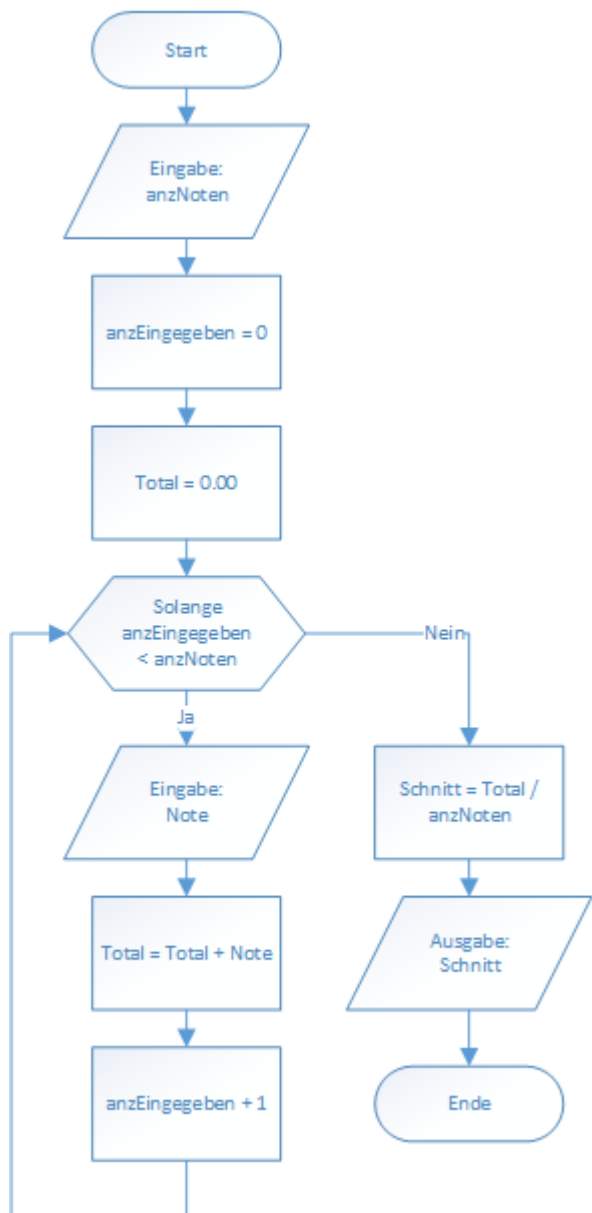 Start
Eingabe:
anzNoten
anzEingegeben = 0
Total = 0.00
Solange
anzEingegeben
< anzNoten
Nein
Ja
Eingabe:
Note
Schnitt = Total /
anzNoten
Total = Total + Note
Ausgabe:
Schnitt
anzEingegeben + 1
Ende